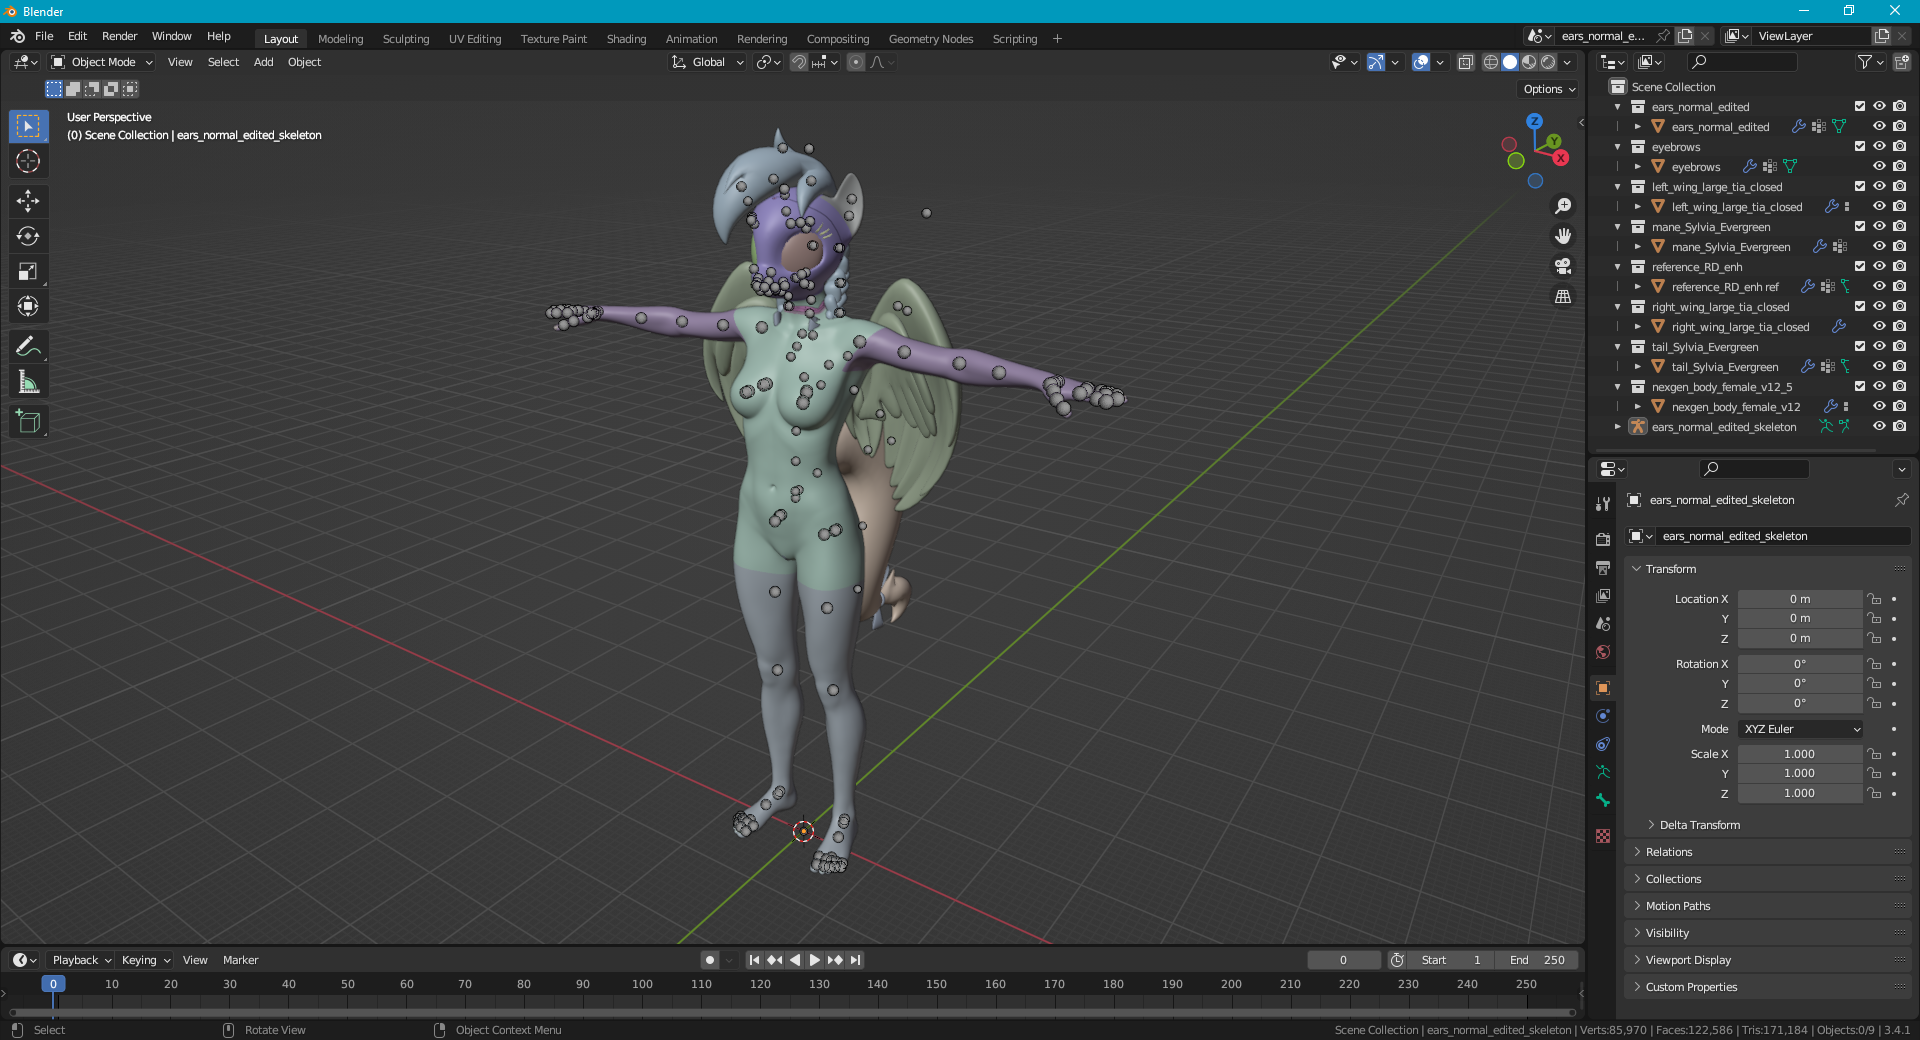 Blender
File Edit Render Window Help
Layout Modeling Sculpting UV Editing Texture Paint Shading Animation Rendering Compositing Geometry Nodes Scripting +
ears_normal_e...
ViewLayer
Object Mode View Select Add Object
Global
Options
User Perspective
(0) Scene Collection | ears_normal_edited_skeleton
Z
Y
X
Scene Collection
ears_normal_edited
ears_normal_edited
eyebrows
eyebrows
left_wing_large_tia_closed
left_wing_large_tia_closed
mane_Sylvia_Evergreen
mane_Sylvia_Evergreen
reference_RD_enh
reference_RD_enh ref
right_wing_large_tia_closed
right_wing_large_tia_closed
tail_Sylvia_Evergreen
tail_Sylvia_Evergreen
nexgen_body_female_v12_5
nexgen_body_female_v12
ears_normal_edited_skeleton
ears_normal_edited_skeleton
ears_normal_edited_skeleton
Transform
Location X 0 m
Y 0 m
Z 0 m
Rotation X 0°
Y 0°
Z 0°
Mode XYZ Euler
Scale X 1.000
Y 1.000
Z 1.000
Delta Transform
Relations
Collections
Motion Paths
Visibility
Viewport Display
Custom Properties
Playback Keying View Marker
0
Start 1
End 250
0 10 20 30 40 50 60 70 80 90 100 110 120 130 140 150 160 170 180 190 200 210 220 230 240 250
Select
Rotate View
Object Context Menu
Scene Collection | ears_normal_edited_skeleton | Verts:85,970 | Faces:122,586 | Tris:171,184 | Objects:0/9 | 3.4.1